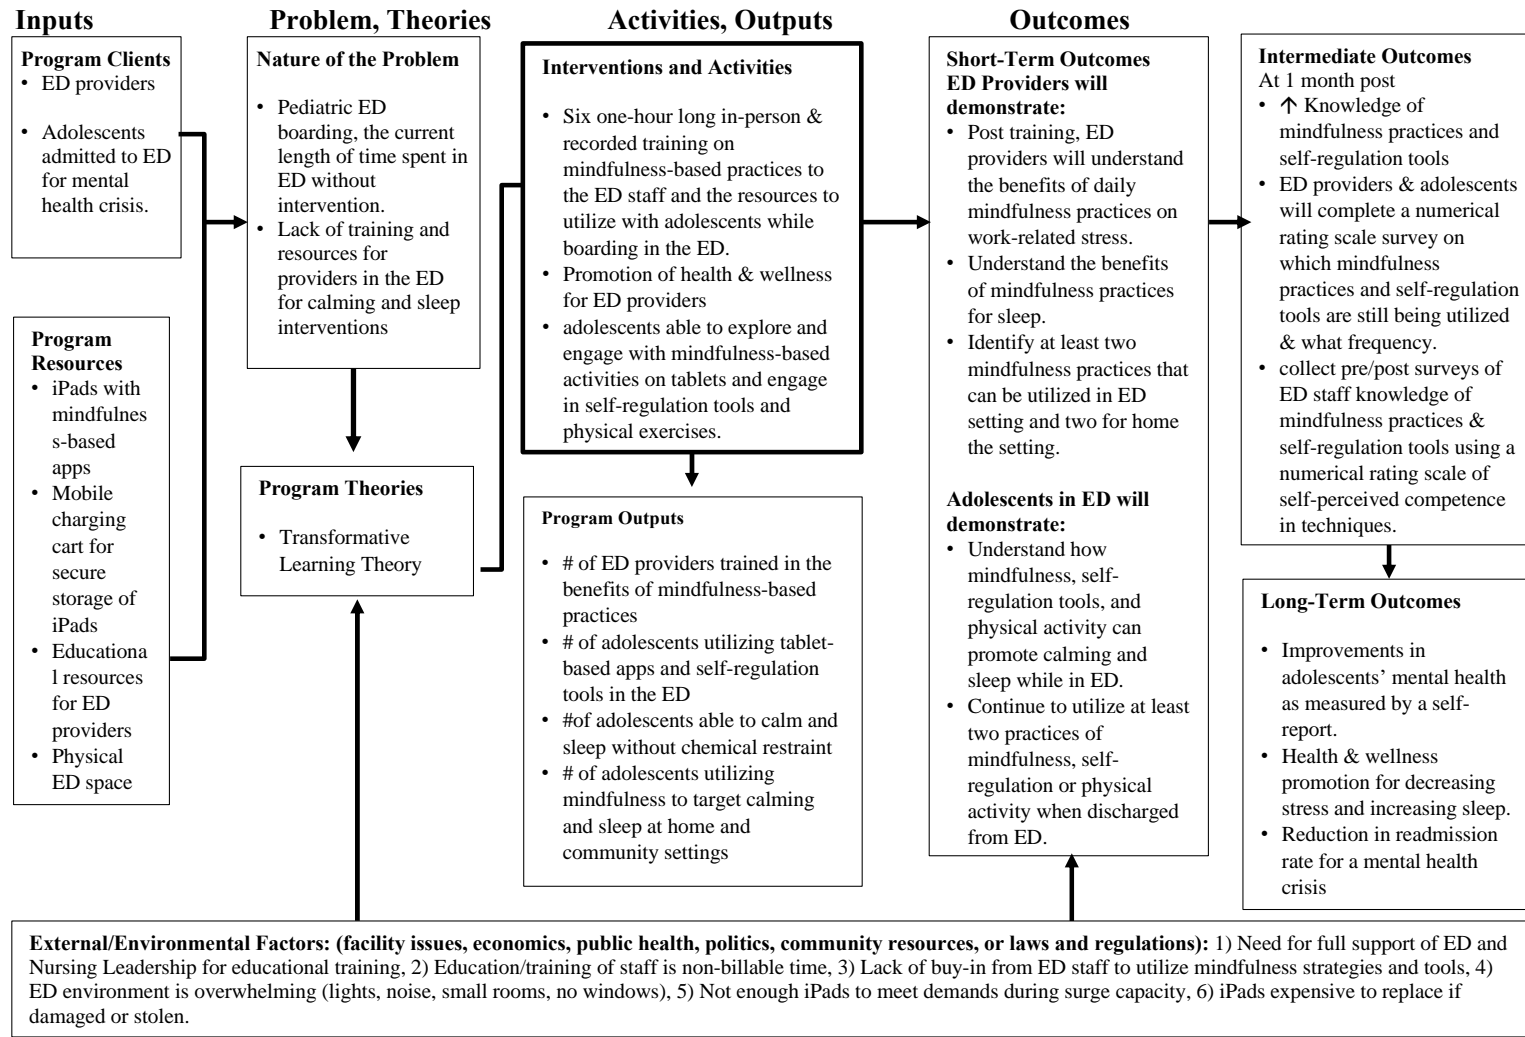 Inputs
Problem, Theories
Activities, Outputs
Outcomes
Program Clients
• ED providers
• Adolescents
admitted to ED
for mental
health crisis.
Program
Resources
• iPads with
mindfulnes
s-based
apps
• Mobile
charging
cart for
secure
storage of
iPads
• Educationa
l resources
for ED
providers
• Physical
ED space
Nature of the Problem
• Pediatric ED
boarding, the current
length of time spent in
ED without
intervention.
• Lack of training and
resources for
providers in the ED
for calming and sleep
interventions
Program Theories
• Transformative
Learning Theory
Interventions and Activities
• Six one-hour long in-person &
recorded training on
mindfulness-based practices to
the ED staff and the resources to
utilize with adolescents while
boarding in the ED.
• Promotion of health & wellness
for ED providers
• adolescents able to explore and
engage with mindfulness-based
activities on tablets and engage
in self-regulation tools and
physical exercises.
Program Outputs
• # of ED providers trained in the
benefits of mindfulness-based
practices
• # of adolescents utilizing tablet-
based apps and self-regulation
tools in the ED
• #of adolescents able to calm and
sleep without chemical restraint
• # of adolescents utilizing
mindfulness to target calming
and sleep at home and
community settings
Short-Term Outcomes
ED Providers will
demonstrate:
• Post training, ED
providers will understand
the benefits of daily
mindfulness practices on
work-related stress.
• Understand the benefits
of mindfulness practices
for sleep.
• Identify at least two
mindfulness practices that
can be utilized in ED
setting and two for home
the setting.
Adolescents in ED will
demonstrate:
• Understand how
mindfulness, self-
regulation tools, and
physical activity can
promote calming and
sleep while in ED.
• Continue to utilize at least
two practices of
mindfulness, self-
regulation or physical
activity when discharged
from ED.
Intermediate Outcomes
At 1 month post
• ↑ Knowledge of
mindfulness practices and
self-regulation tools
• ED providers & adolescents
will complete a numerical
rating scale survey on
which mindfulness
practices and self-regulation
tools are still being utilized
& what frequency.
• collect pre/post surveys of
ED staff knowledge of
mindfulness practices &
self-regulation tools using a
numerical rating scale of
self-perceived competence
in techniques.
Long-Term Outcomes
• Improvements in
adolescents’ mental health
as measured by a self-
report.
• Health & wellness
promotion for decreasing
stress and increasing sleep.
• Reduction in readmission
rate for a mental health
crisis
External/Environmental Factors: (facility issues, economics, public health, politics, community resources, or laws and regulations): 1) Need for full support of ED and
Nursing Leadership for educational training, 2) Education/training of staff is non-billable time, 3) Lack of buy-in from ED staff to utilize mindfulness strategies and tools, 4)
ED environment is overwhelming (lights, noise, small rooms, no windows), 5) Not enough iPads to meet demands during surge capacity, 6) iPads expensive to replace if
damaged or stolen.